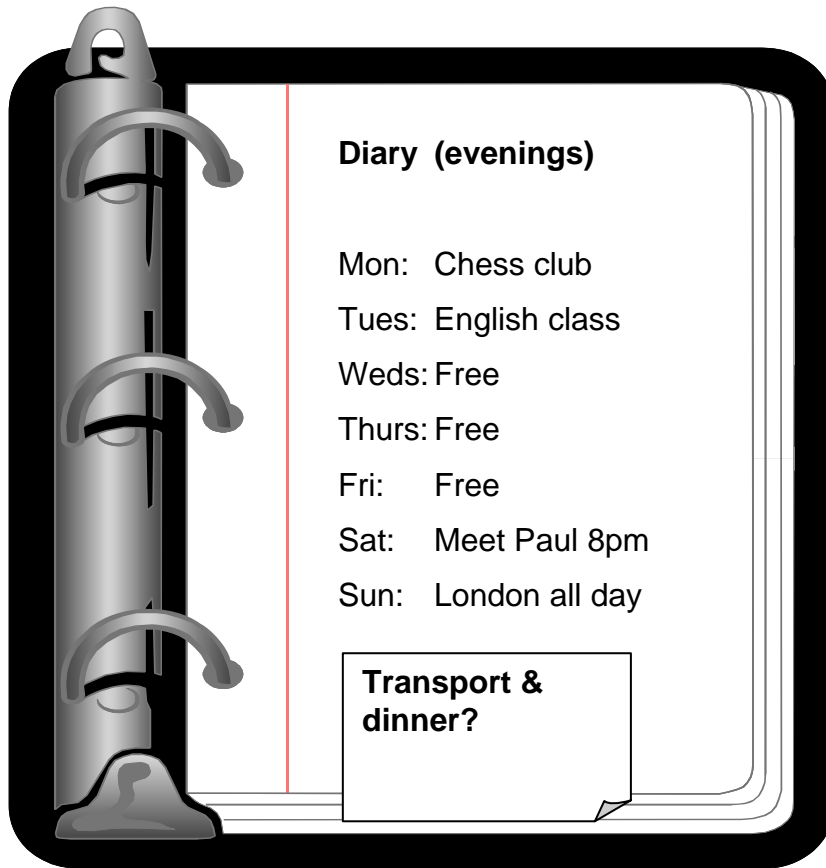 Diary (evenings)
Mon: Chess club
Tues: English class
Weds: Free
Thurs: Free
Fri: Free
Sat: Meet Paul 8pm
Sun: London all day
Transport &
dinner?